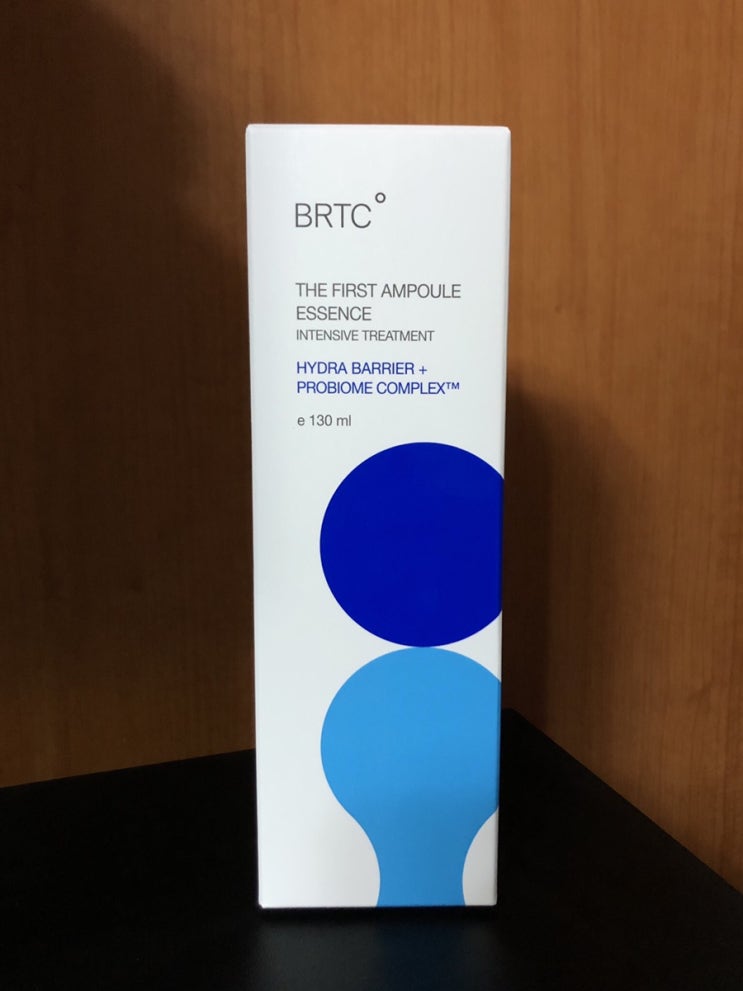 BRTC°
THE FIRST AMPOULE
ESSENCE
INTENSIVE TREATMENT
HYDRA BARRIER +
PROBIOME COMPLEX™
e 130 ml